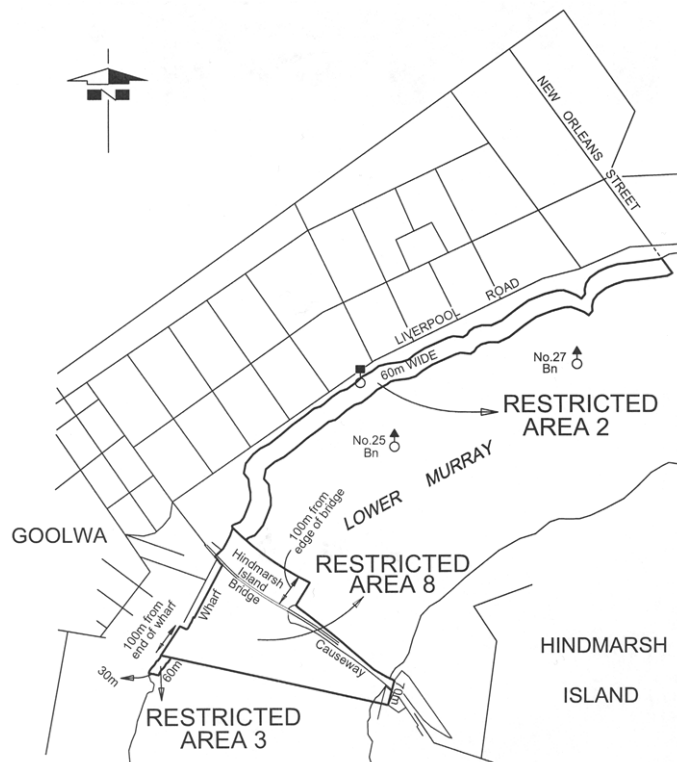 NEW ORLEANS STREET
LIVERPOOL ROAD
60m WIDE
No.27
Bn
RESTRICTED
AREA 2
No.25
Bn
LOWER MURRAY
GOOLWA
100m from
edge of bridge
Hindmarsh
Island
Bridge
RESTRICTED
AREA 8
Wharf
100m from
end of wharf
Causeway
HINDMARSH
ISLAND
30m
60m
70m
RESTRICTED
AREA 3